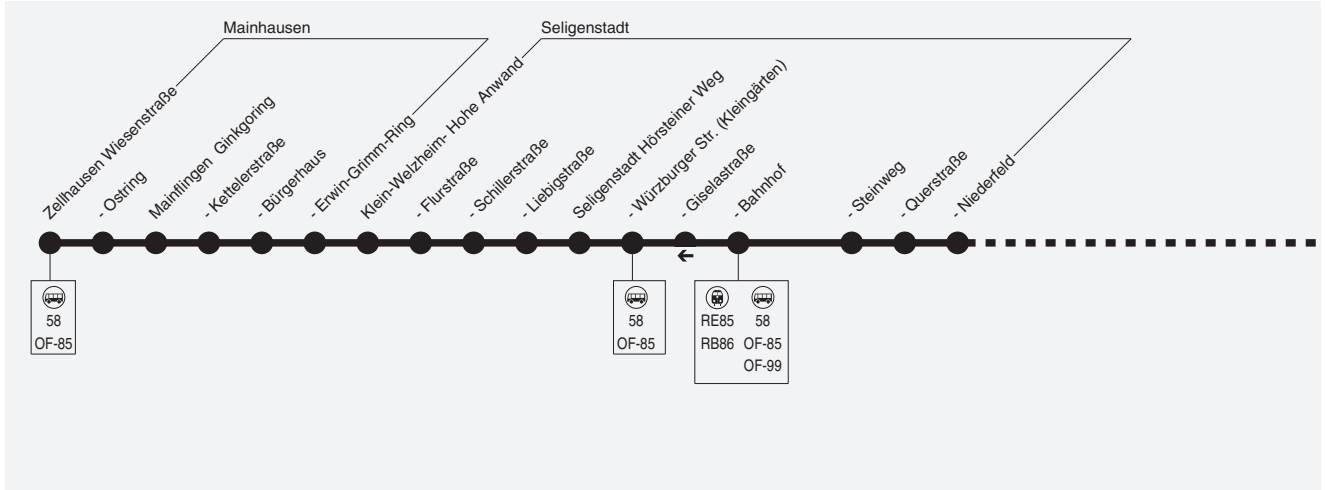 Mainhausen
Seligenstadt
Zellhausen Wiesenstraße
- Ostring
Mainflingen Ginkgoring
- Kettelerstraße
- Bürgerhaus
- Erwin-Grimm-Ring
Klein-Welzheim- Hohe Anwand
- Flurstraße
- Schillerstraße
- Liebigstraße
Seligenstadt Hörsteiner Weg
- Würzburger Str. (Kleingärten)
- Giselastraße
- Bahnhof
- Steinweg
- Querstraße
- Niederfeld
58
OF-85
58
OF-85
RE85 58
RB86 OF-85
OF-99